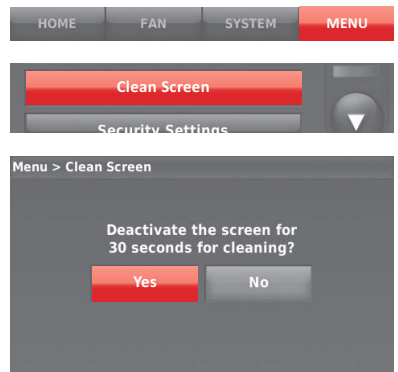 HOME FAN SYSTEM MENU
Clean Screen
Security Settings
Menu > Clean Screen
Deactivate the screen for
30 seconds for cleaning?
Yes No